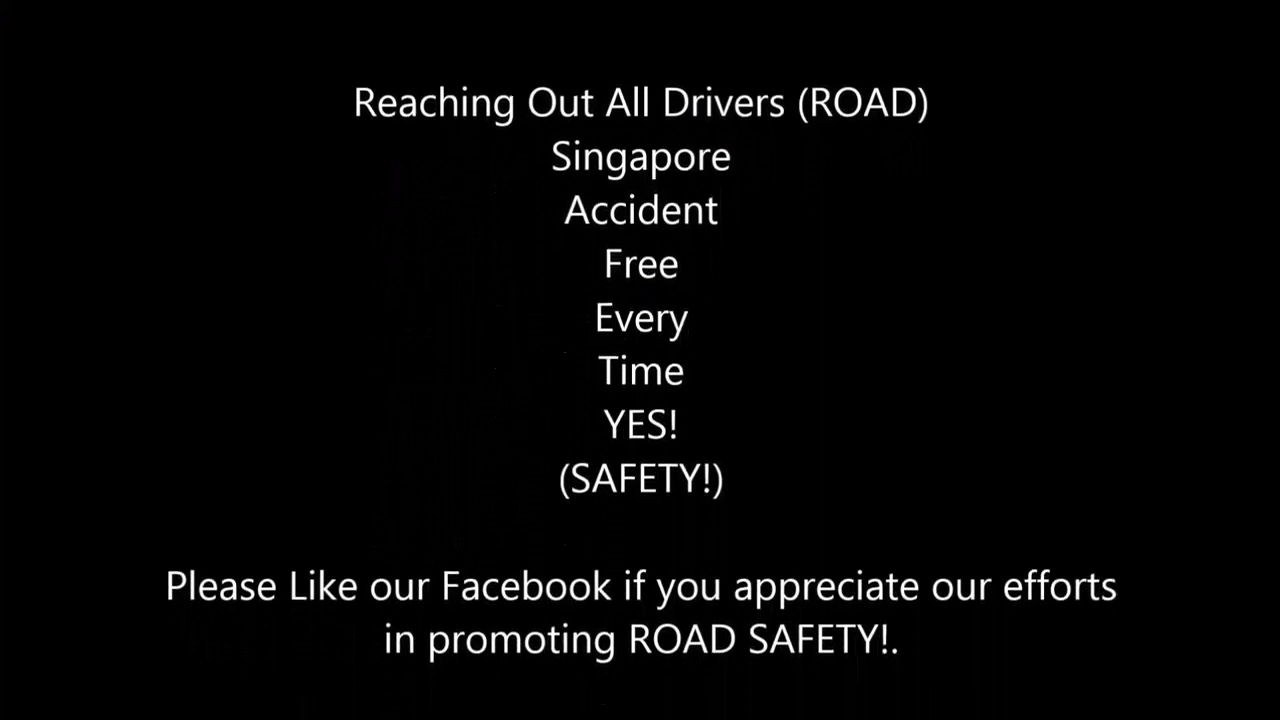 Reaching Out All Drivers (ROAD)
Singapore
Accident
Free
Every
Time
YES!
(SAFETY!)
Please Like our Facebook if you appreciate our efforts
in promoting ROAD SAFETY!.